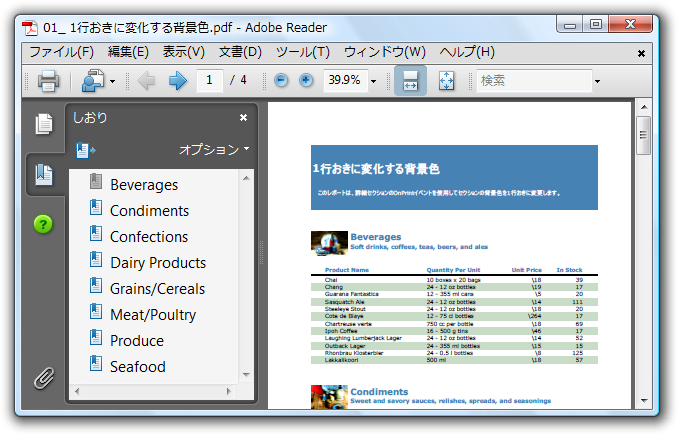 01_ 1行おきに変化する背景色.pdf - Adobe Reader
ファイル(F) 編集(E) 表示(V) 文書(D) ツール(T) ウィンドウ(W) ヘルプ(H)
1 / 4 39.9% 検索
しおり
オプション
Beverages
Condiments
Confections
Dairy Products
Grains/Cereals
Meat/Poultry
Produce
Seafood
1行おきに変化する背景色
このレポートは、詳細セクションのOnPrintイベントを使用してセクションの背景色を1行おきに変更します。
Beverages
Soft drinks, coffees, teas, beers, and ales
Product Name Quantity Per Unit Unit Price In Stock
Chai 10 boxes x 20 bags \18 39
Chang 24 - 12 oz bottles \19 17
Guarana Fantastica 12 - 355 ml cans \5 20
Sasquatch Ale 24 - 12 oz bottles \14 111
Steeleye Stout 24 - 12 oz bottles \18 20
Cote de Blaye 12 - 75 cl bottles \264 17
Chartreuse verte 750 cc per bottle \18 69
Ipoh Coffee 16 - 500 g tins \46 17
Laughing Lumberjack Lager 24 - 12 oz bottles \14 52
Outback Lager 24 - 355 ml bottles \15 15
Rhonbrau Klosterbier 24 - 0.5 l bottles \8 125
Lakkalikoori 500 ml \18 57
Condiments
Sweet and savory sauces, relishes, spreads, and seasonings